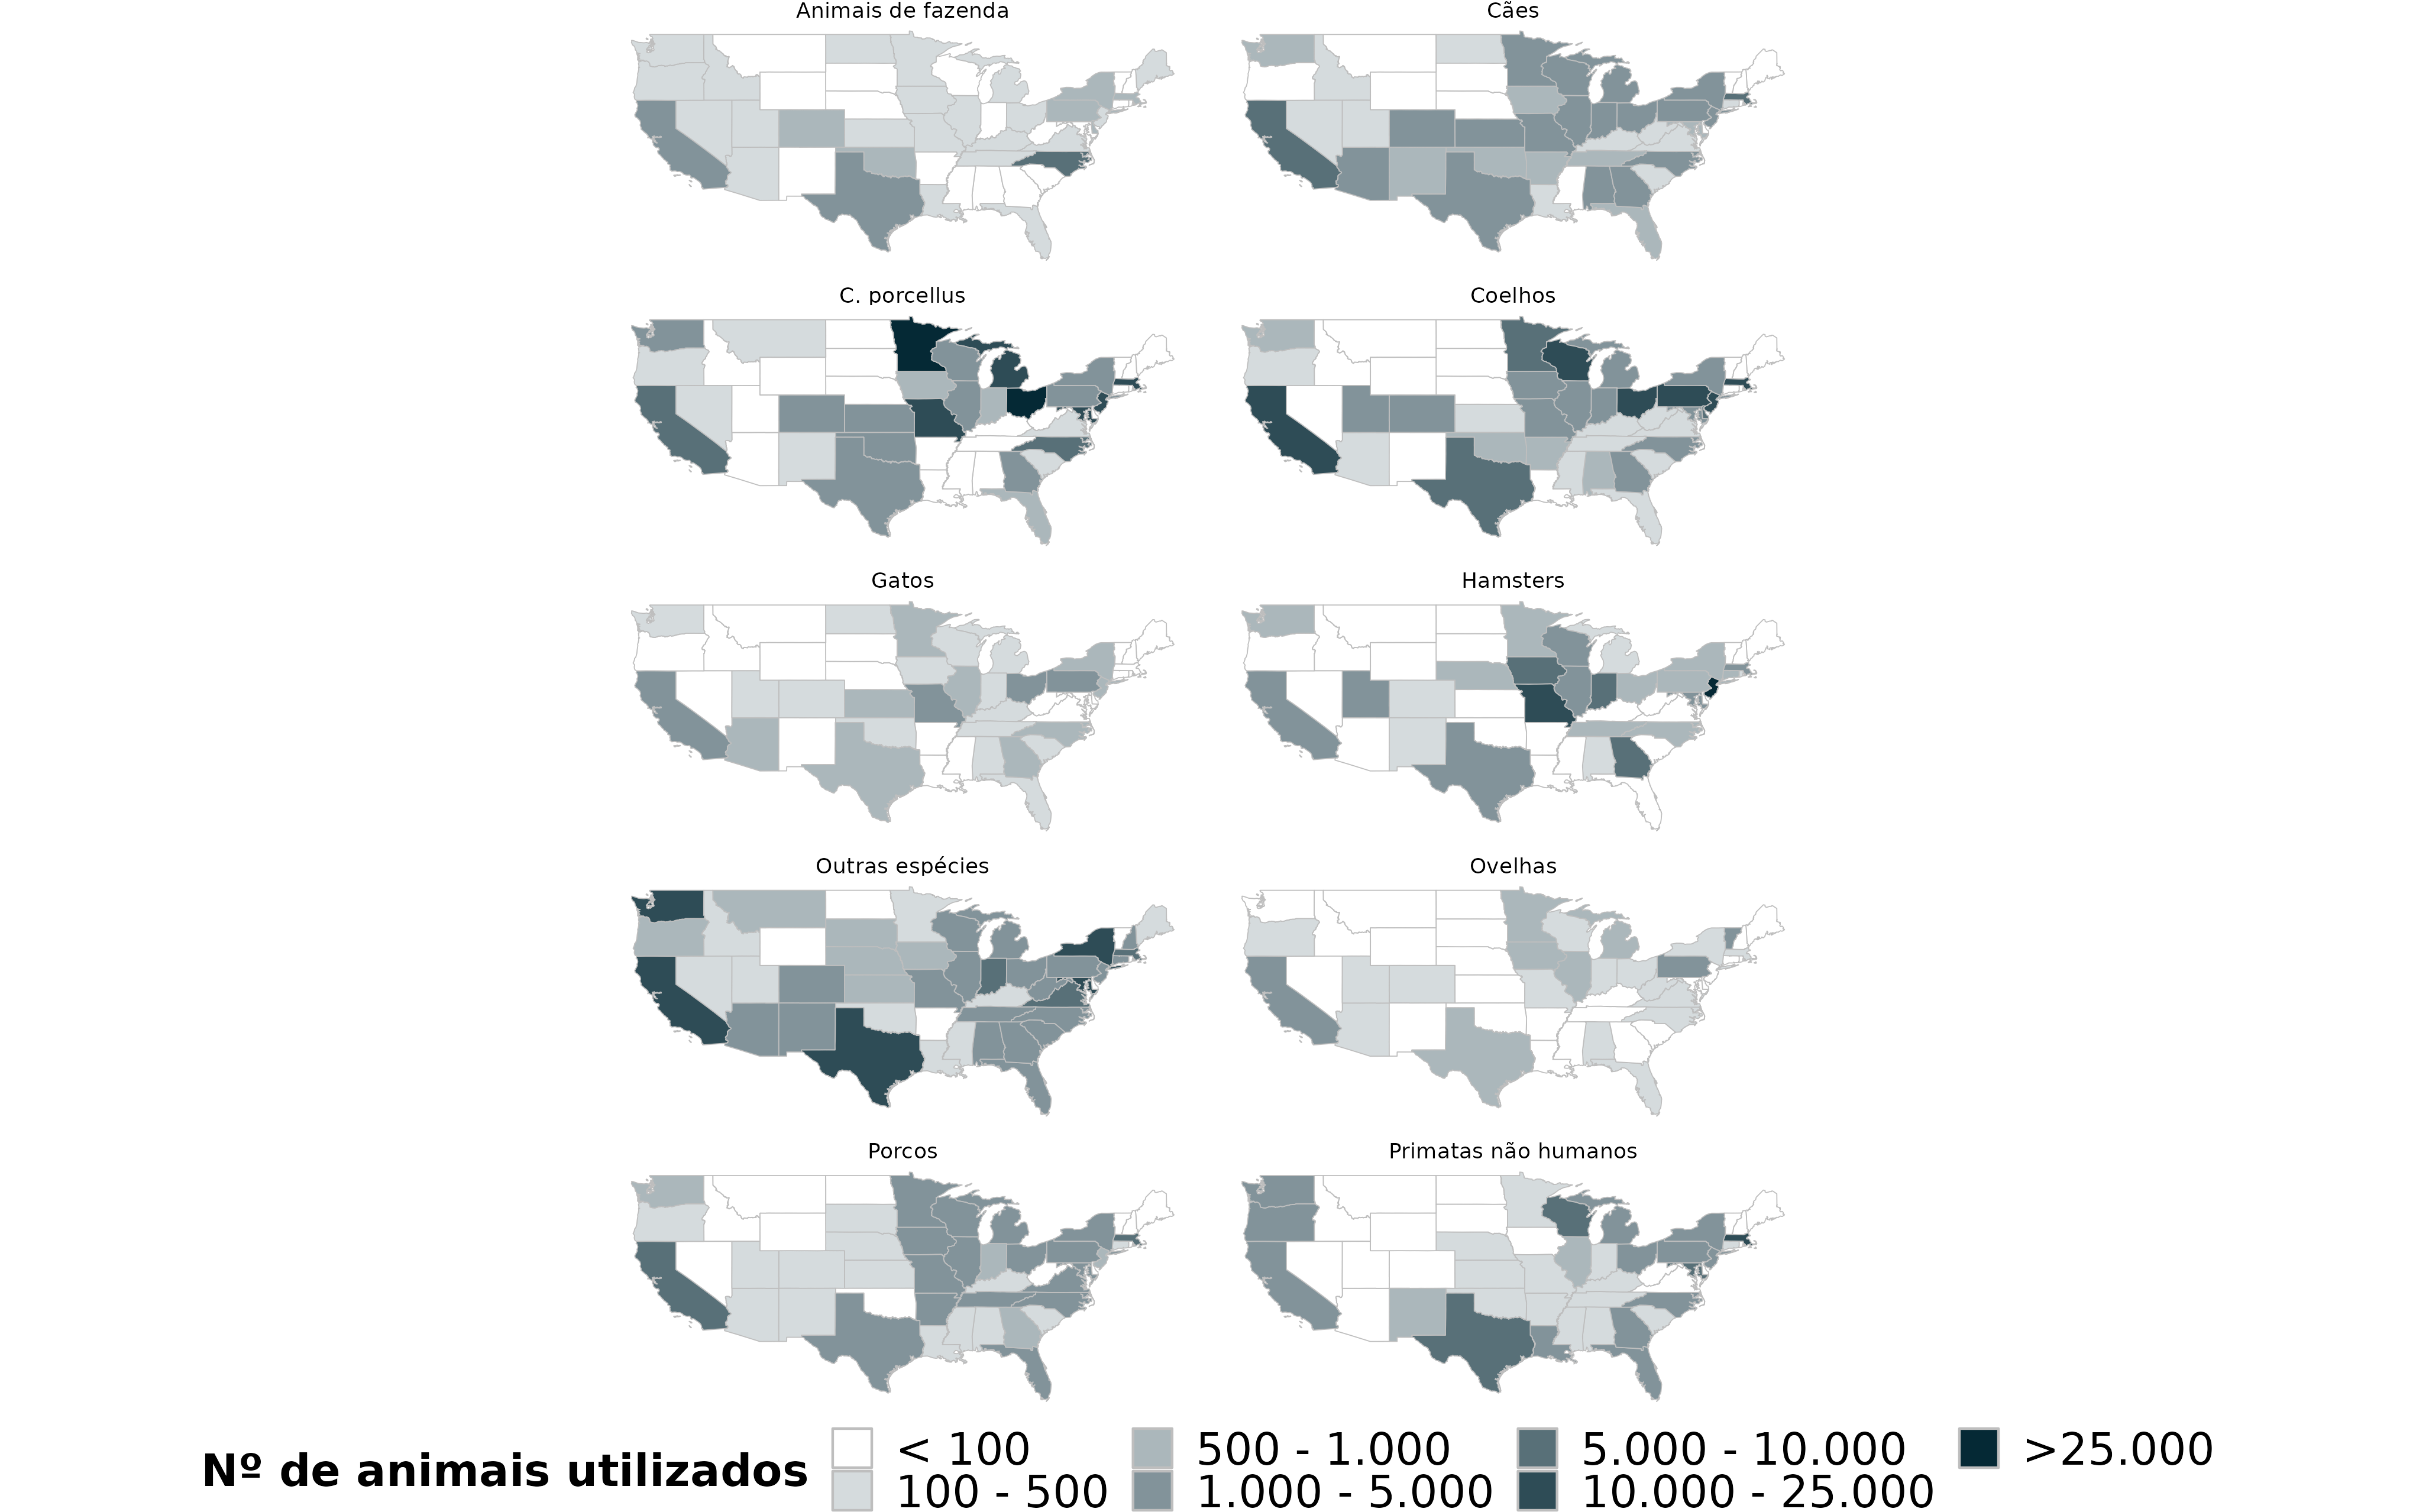 Animais de fazenda
Cães
C. porcellus
Coelhos
Gatos
Hamsters
Outras espécies
Ovelhas
Porcos
Primatas não humanos
Nº de animais utilizados
< 100
100 - 500
500 - 1.000
1.000 - 5.000
5.000 - 10.000
10.000 - 25.000
>25.000